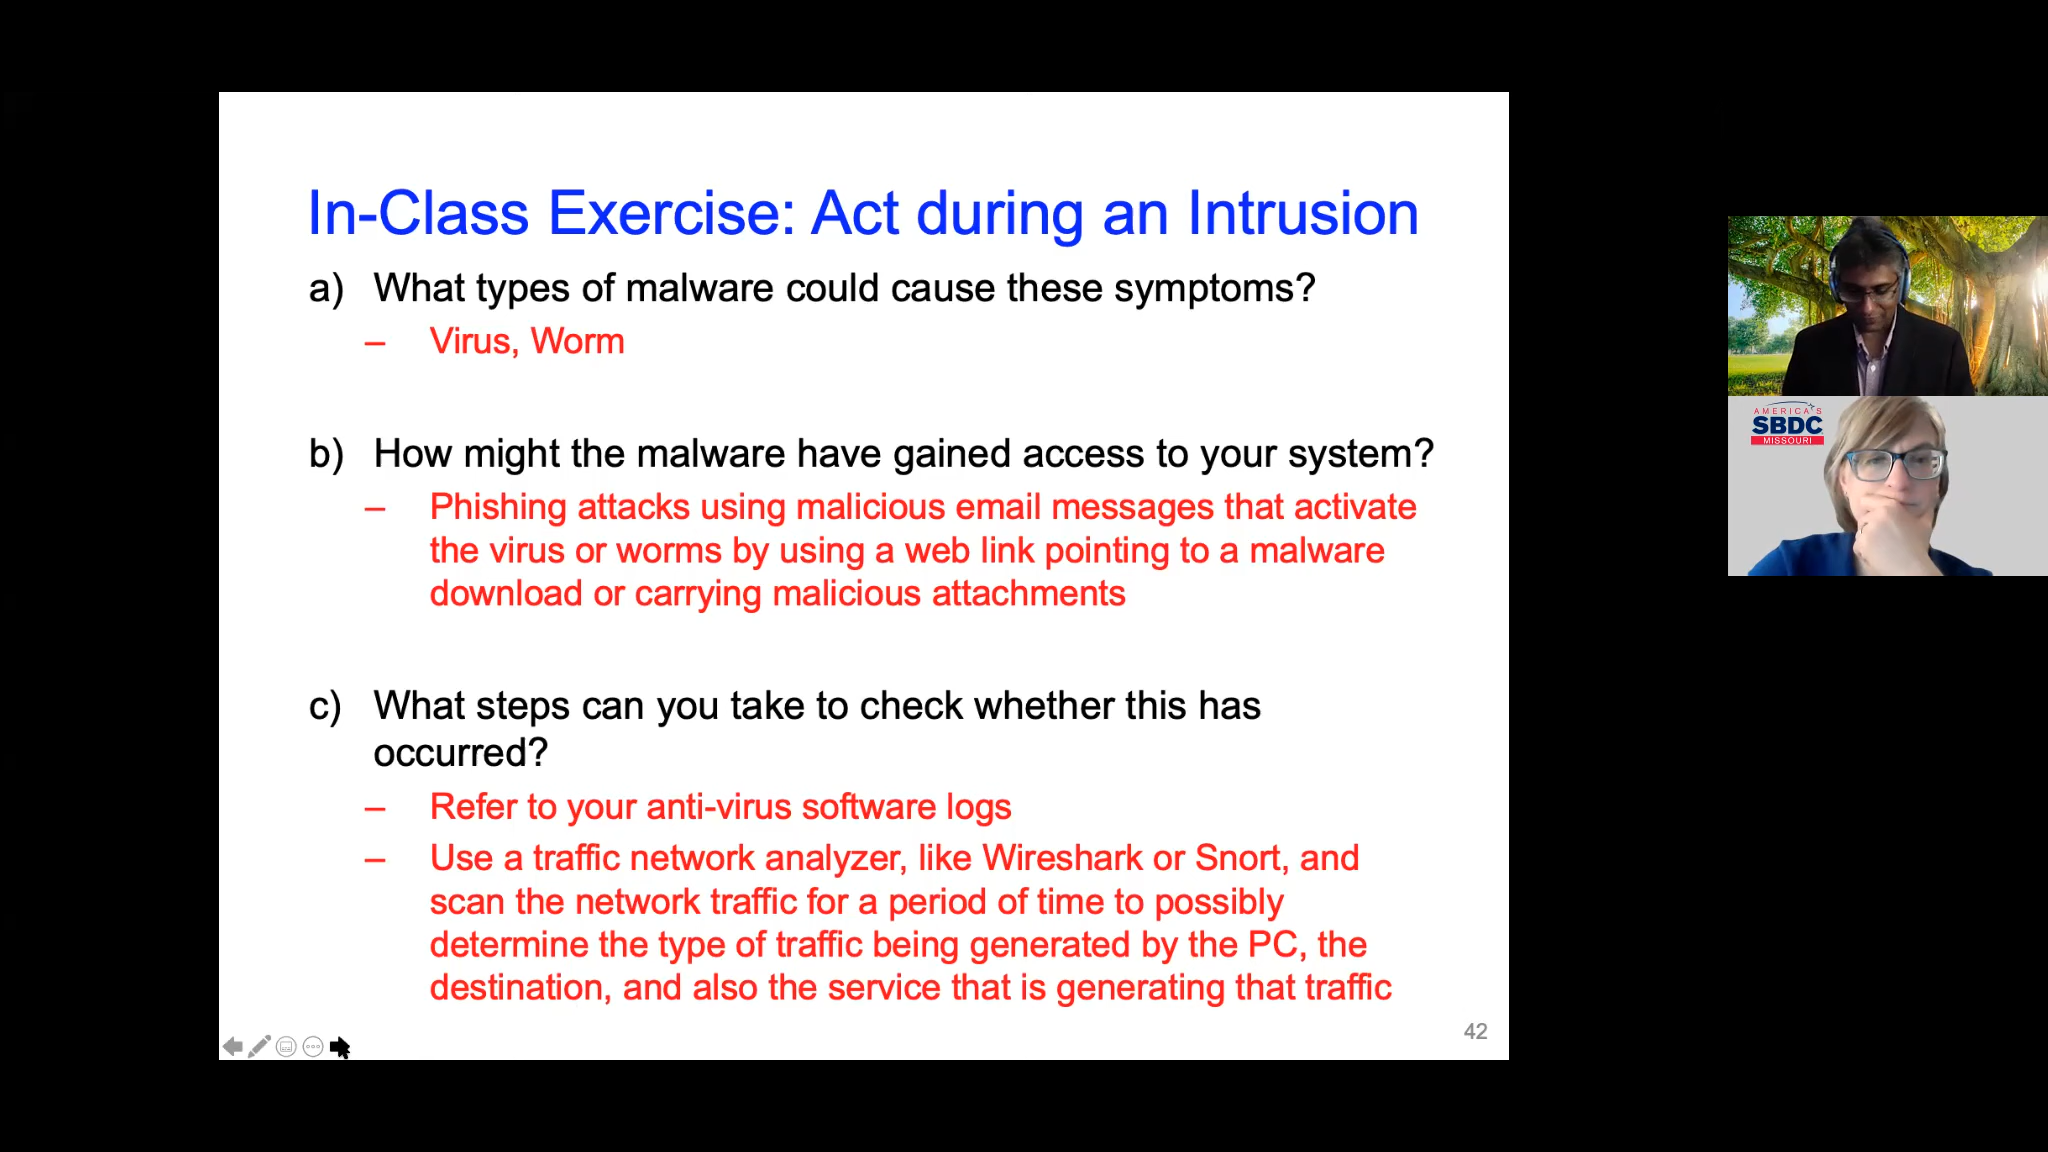 In-Class Exercise: Act during an Intrusion
a) What types of malware could cause these symptoms?
– Virus, Worm
b) How might the malware have gained access to your system?
– Phishing attacks using malicious email messages that activate
the virus or worms by using a web link pointing to a malware
download or carrying malicious attachments
c) What steps can you take to check whether this has
occurred?
– Refer to your anti-virus software logs
– Use a traffic network analyzer, like Wireshark or Snort, and
scan the network traffic for a period of time to possibly
determine the type of traffic being generated by the PC, the
destination, and also the service that is generating that traffic
42
AMERICA'S
SBDC
MISSOURI